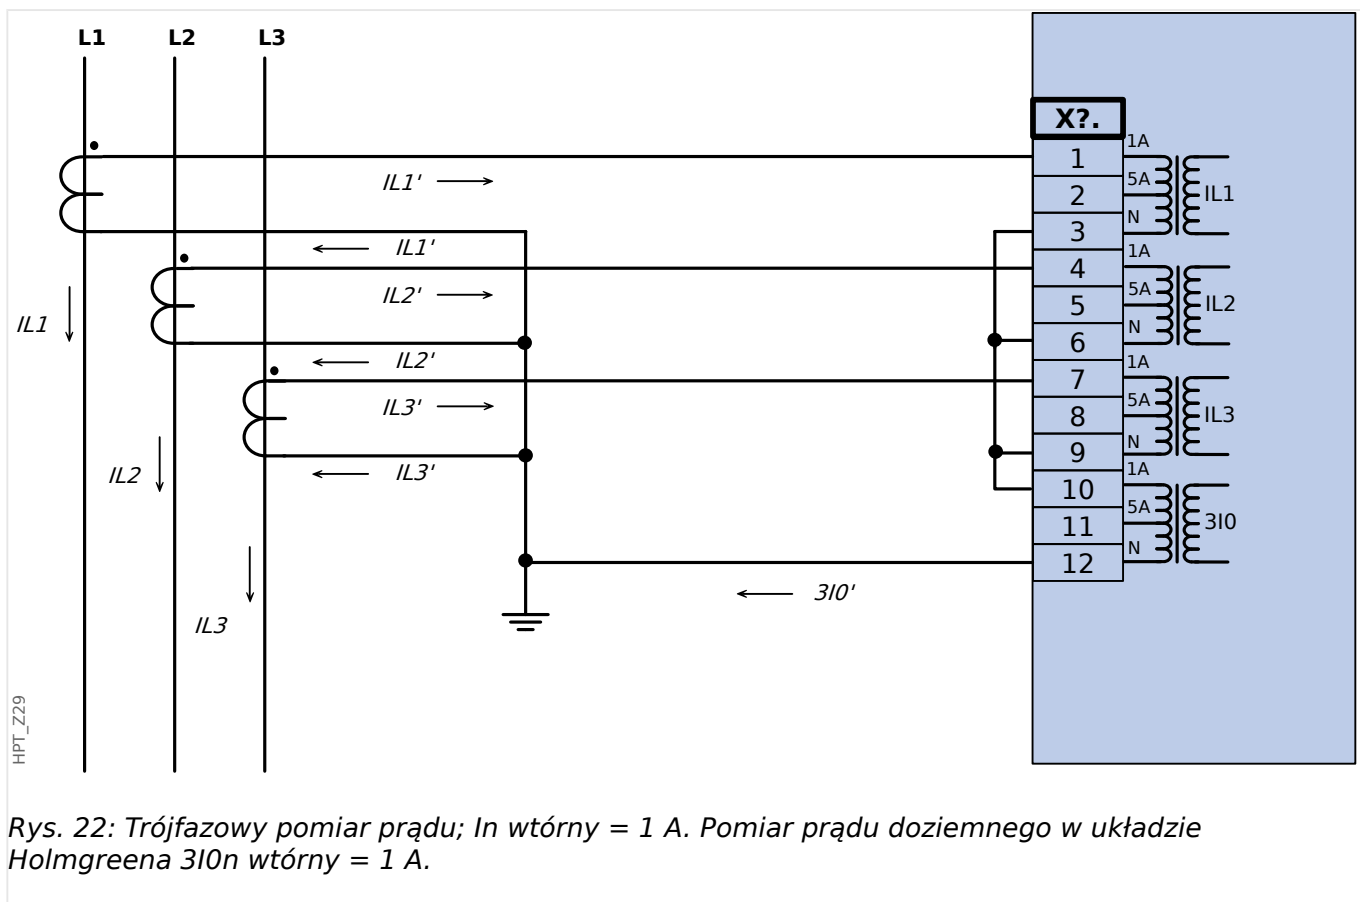 L1 L2 L3
X?.
1
2
3
4
5
6
7
8
9
10
11
12
1A
5A
N
IL1
1A
5A
N
IL2
1A
5A
N
IL3
1A
5A
N
3I0
IL1'
IL1'
IL2'
IL2'
IL3'
IL3'
3I0'
IL1
IL2
IL3
HPT_Z29
Rys. 22: Trójfazowy pomiar prądu; In wtórny = 1 A. Pomiar prądu doziemnego w układzie
Holmgreena 3I0n wtórny = 1 A.